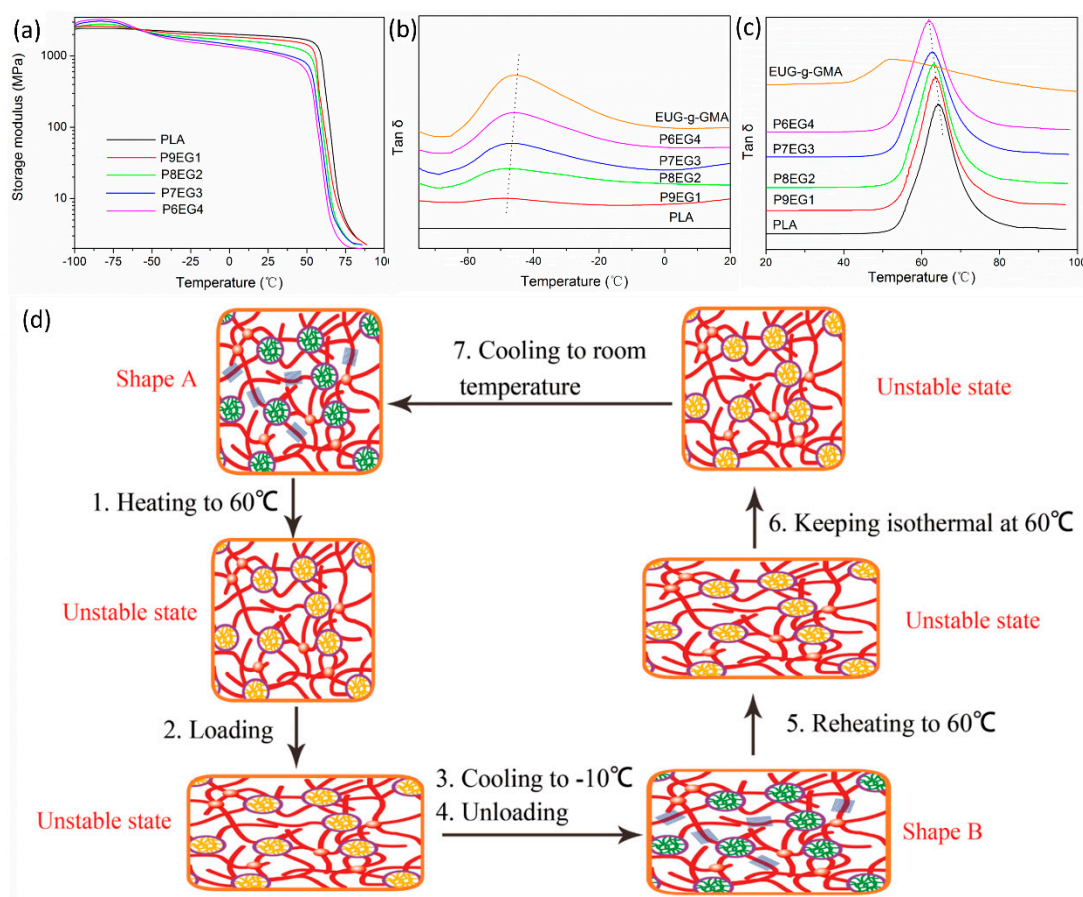 (a)
Storage modulus (MPa)
1000
100
10
PLA
P9EG1
P8EG2
P7EG3
P6EG4
-100 -75 -50 -25 0 25 50 75 100
Temperature (℃)
(b)
Tan δ
EUG-g-GMA
P6EG4
P7EG3
P8EG2
P9EG1
PLA
-60 -40 -20 0 20
Temperature (℃)
(c)
Tan δ
EUG-g-GMA
P6EG4
P7EG3
P8EG2
P9EG1
PLA
20 40 60 80 100
Temperature (℃)
(d)
Shape A
7. Cooling to room
temperature
Unstable state
1. Heating to 60℃
6. Keeping isothermal at 60℃
Unstable state
Unstable state
2. Loading
5. Reheating to 60℃
Unstable state
3. Cooling to -10℃
4. Unloading
Shape B